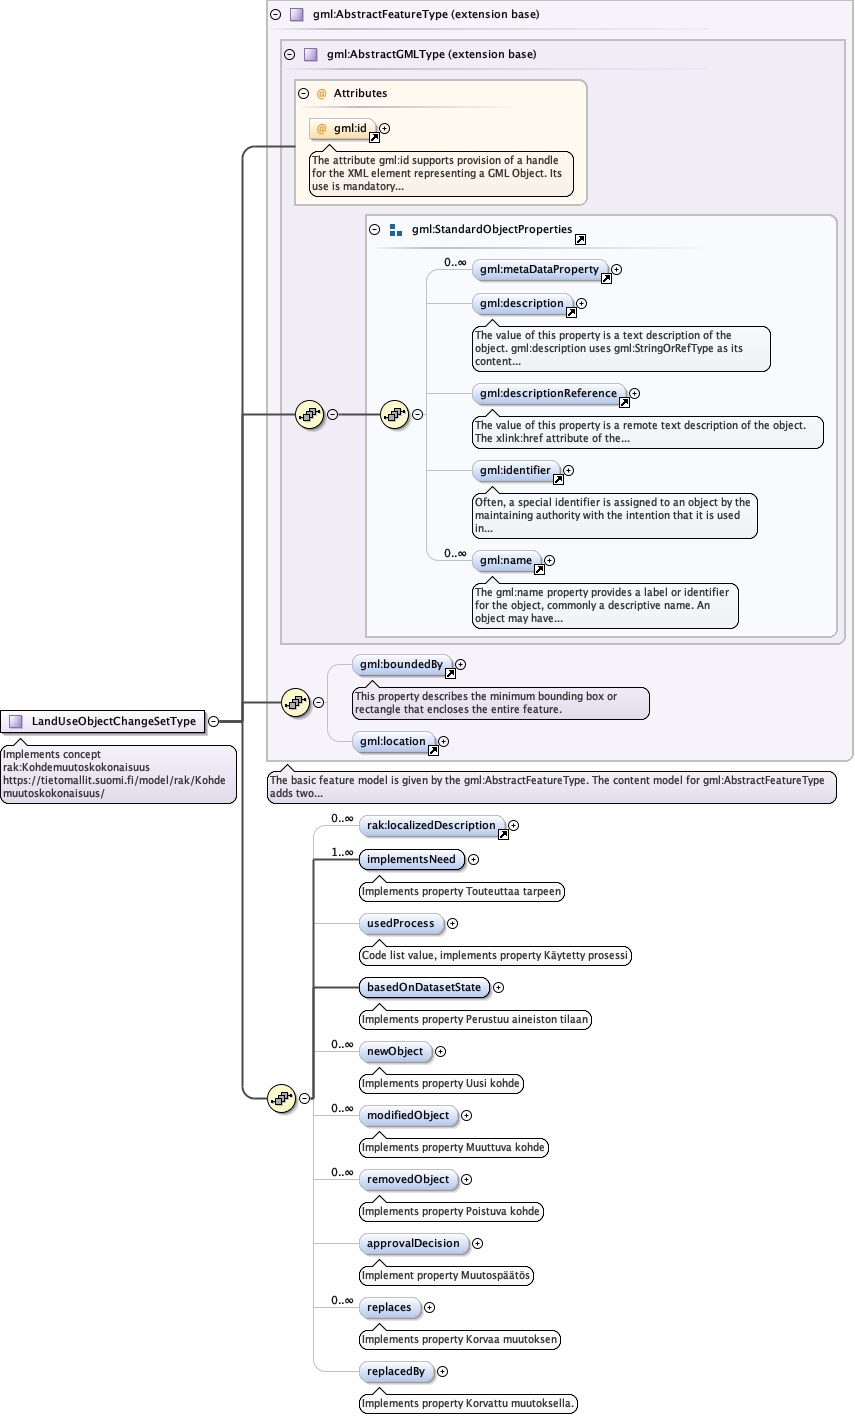 gml:AbstractFeatureType (extension base)
gml:AbstractGMLType (extension base)
@ Attributes
@ gml:id
The attribute gml:id supports provision of a handle
for the XML element representing a GML Object. Its
use is mandatory...
gml:StandardObjectProperties
0..∞
gml:metaDataProperty
gml:description
The value of this property is a text description of the
object. gml:description uses gml:StringOrRefType as its
content...
gml:descriptionReference
The value of this property is a remote text description of the object.
The xlink:href attribute of the...
gml:identifier
Often, a special identifier is assigned to an object by the
maintaining authority with the intention that it is used
in...
0..∞
gml:name
The gml:name property provides a label or identifier
for the object, commonly a descriptive name. An
object may have...
gml:boundedBy
This property describes the minimum bounding box or
rectangle that encloses the entire feature.
gml:location
LandUseObjectChangeSetType
Implements concept
rak:Kohdemuutoskokonaisuus
https://tietomallit.suomi.fi/model/rak/Kohde
muutoskokonaisuus/
The basic feature model is given by the gml:AbstractFeatureType. The content model for gml:AbstractFeatureType
adds two...
0..∞
rak:localizedDescription
1..∞
implementsNeed
Implements property Touteuttaa tarpeen
usedProcess
Code list value, implements property Käytetty prosessi
basedOnDatasetState
Implements property Perustuu aineiston tilaan
0..∞
newObject
Implements property Uusi kohde
0..∞
modifiedObject
Implements property Muuttuva kohde
0..∞
removedObject
Implements property Poistuva kohde
approvalDecision
Implement property Muutospäätös
0..∞
replaces
Implements property Korvaa muutoksen
replacedBy
Implements property Korvattu muutoksella.